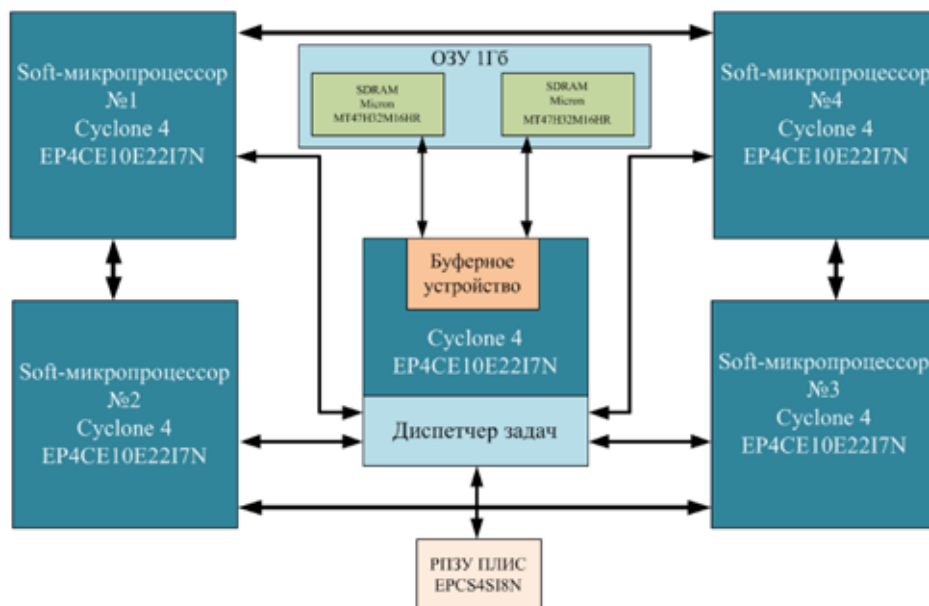 Soft-микропроцессор
№1
Cyclone 4
EP4CE10E22I7N
ОЗУ 1Гб
SDRAM
Micron
MT47H32M16HR
SDRAM
Micron
MT47H32M16HR
Soft-микропроцессор
№4
Cyclone 4
EP4CE10E22I7N
Буферное
устройство
Cyclone 4
EP4CE10E22I7N
Диспетчер задач
Soft-микропроцессор
№2
Cyclone 4
EP4CE10E22I7N
Soft-микропроцессор
№3
Cyclone 4
EP4CE10E22I7N
РПЗУ ПЛИС
EPCS4SI8N